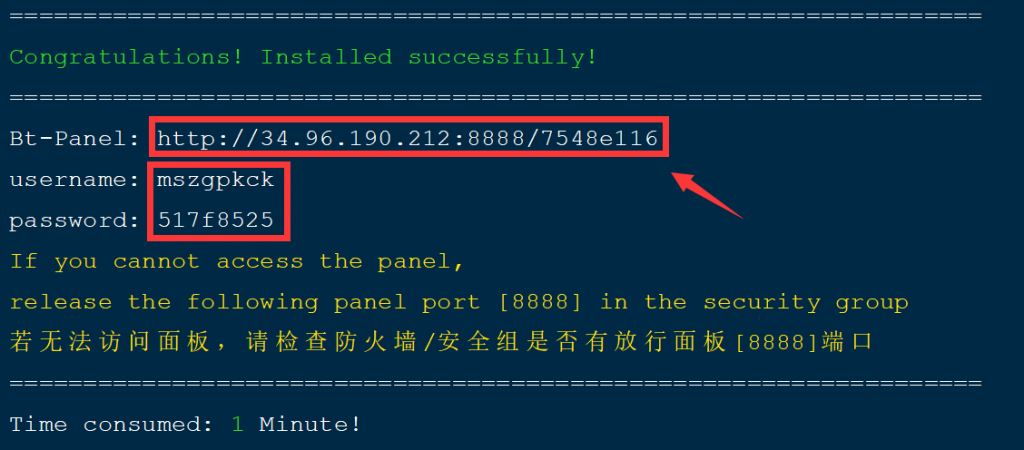 ==================================================================
Congratulations! Installed successfully!
==================================================================
Bt-Panel: http://34.96.190.212:8888/7548e116
username: mszgpkck
password: 517f8525
If you cannot access the panel,
release the following panel port [8888] in the security group
若无法访问面板，请检查防火墙/安全组是否有放行面板[8888]端口
==================================================================
Time consumed: 1 Minute!